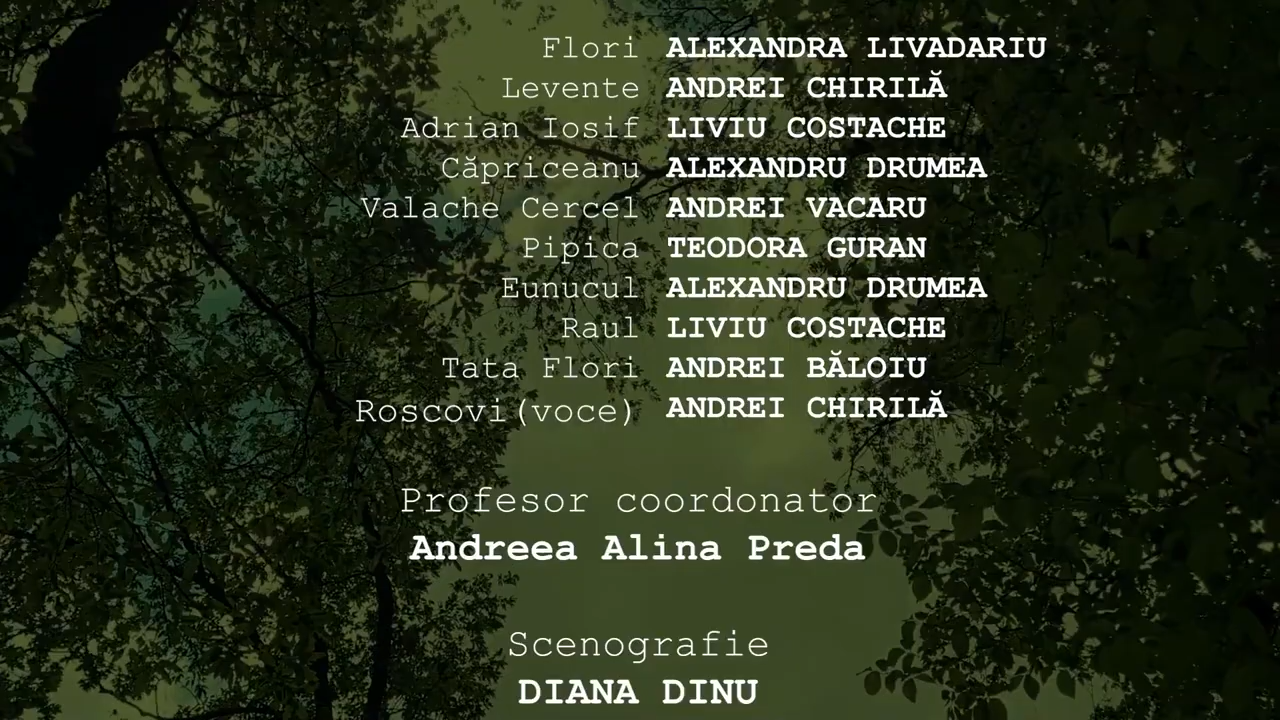 Flori ALEXANDRA LIVADARIU
Levente ANDREI CHIRILĂ
Adrian Iosif LIVIU COSTACHE
Căpriceanu ALEXANDRU DRUMEA
Valache Cercel ANDREI VACARU
Pipica TEODORA GURAN
Eunucul ALEXANDRU DRUMEA
Raul LIVIU COSTACHE
Tata Flori ANDREI BĂLOIU
Roscovi(voce) ANDREI CHIRILĂ
Profesor coordonator
Andreea Alina Preda
Scenografie
DIANA DINU